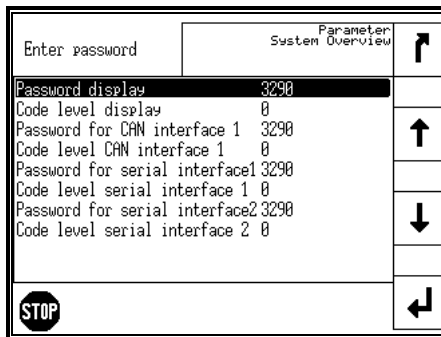 Parameter
System Overview
Enter password
Password display 3290
Code level display 0
Password for CAN interface 1 3290
Code level CAN interface 1 0
Password for serial interface1 3290
Code level serial interface 1 0
Password for serial interface2 3290
Code level serial interface 2 0
STOP